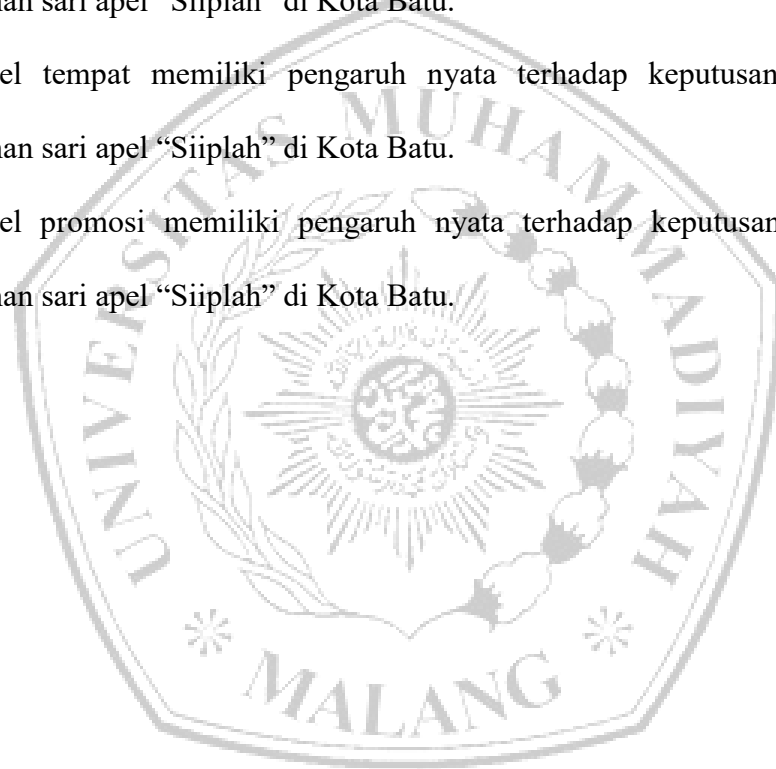 nan sari apel “Siiplah” di Kota Batu.
el tempat memiliki pengaruh nyata terhadap keputusan
nan sari apel “Siiplah” di Kota Batu.
el promosi memiliki pengaruh nyata terhadap keputusan
nan sari apel “Siiplah” di Kota Batu.
UNIVERSITAS MUHAMMADIYAH
MALANG